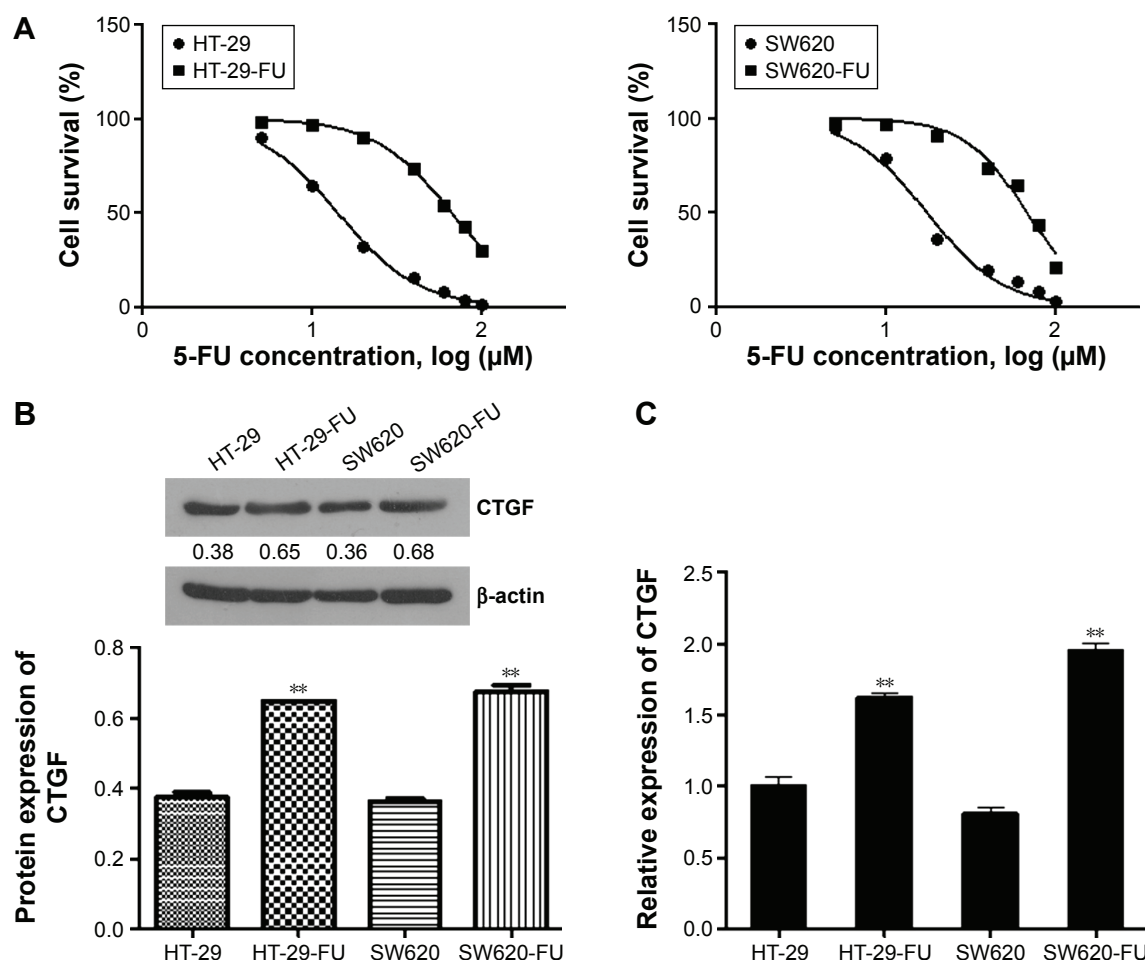 A
150
100
50
0
Cell survival (%)
HT-29
HT-29-FU
0
1
2
5-FU concentration, log (µM)
150
100
50
0
Cell survival (%)
SW620
SW620-FU
0
1
2
5-FU concentration, log (µM)
B
HT-29
HT-29-FU
SW620
SW620-FU
CTGF
0.38 0.65 0.36 0.68
β-actin
0.8
0.6
0.4
0.2
0.0
Protein expression of
CTGF
**
**
HT-29
HT-29-FU
SW620
SW620-FU
C
2.5
2.0
1.5
1.0
0.5
0.0
Relative expression of CTGF
**
**
HT-29
HT-29-FU
SW620
SW620-FU